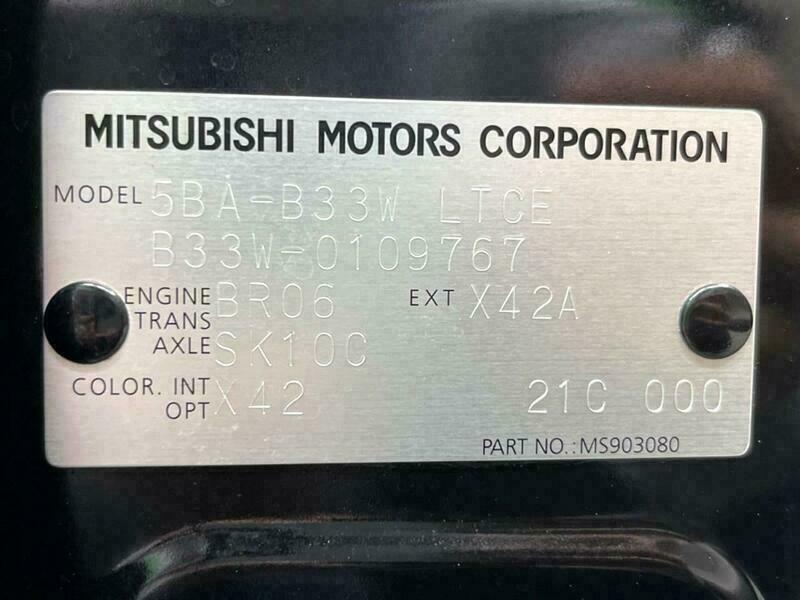 MITSUBISHI MOTORS CORPORATION
MODEL 5BA-B33W LTCE
B33W-0109767
ENGINE BR06 EXT X42A
TRANS
AXLE SK10C
COLOR. INT X42 21C 000
OPT
PART NO.:MS903080